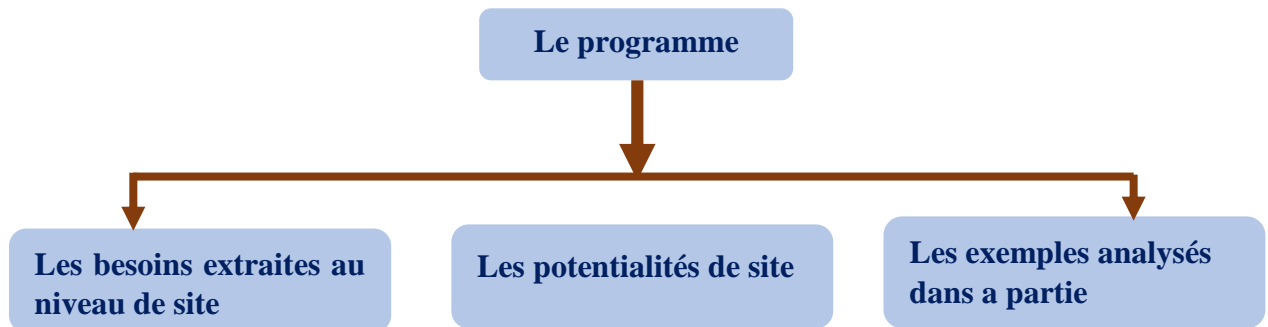 Le programme
Les besoins extraites au
niveau de site
Les potentialités de site
Les exemples analysés
dans a partie